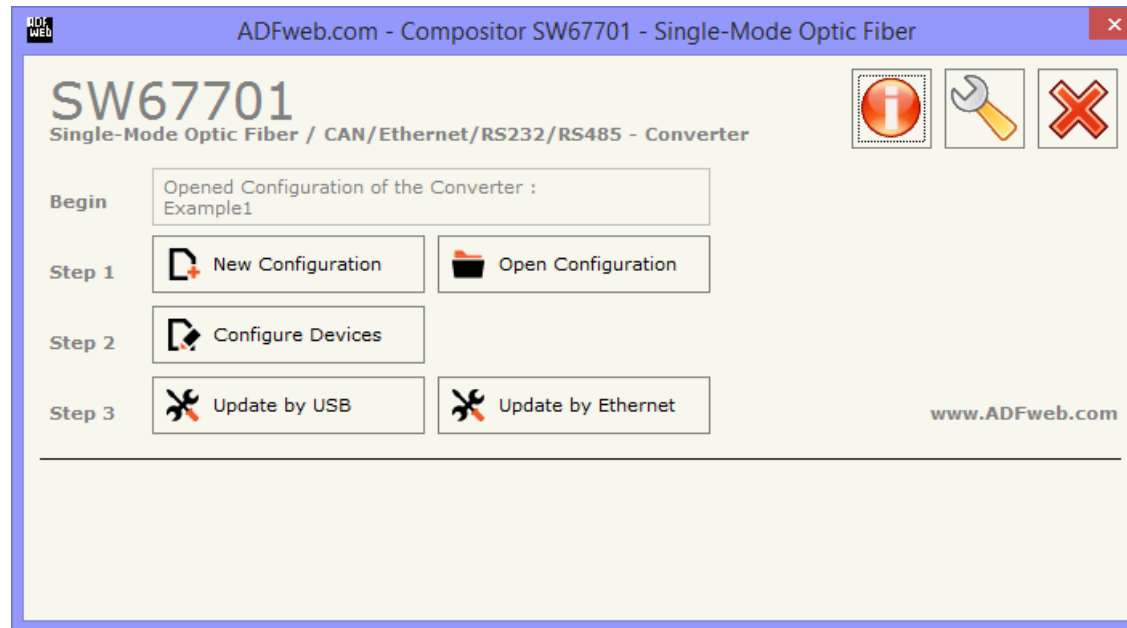 ADF
WEB
ADFweb.com - Compositor SW67701 - Single-Mode Optic Fiber
SW67701
Single-Mode Optic Fiber / CAN/Ethernet/RS232/RS485 - Converter
Begin
Opened Configuration of the Converter :
Example1
Step 1
New Configuration
Open Configuration
Step 2
Configure Devices
Step 3
Update by USB
Update by Ethernet
www.ADFweb.com